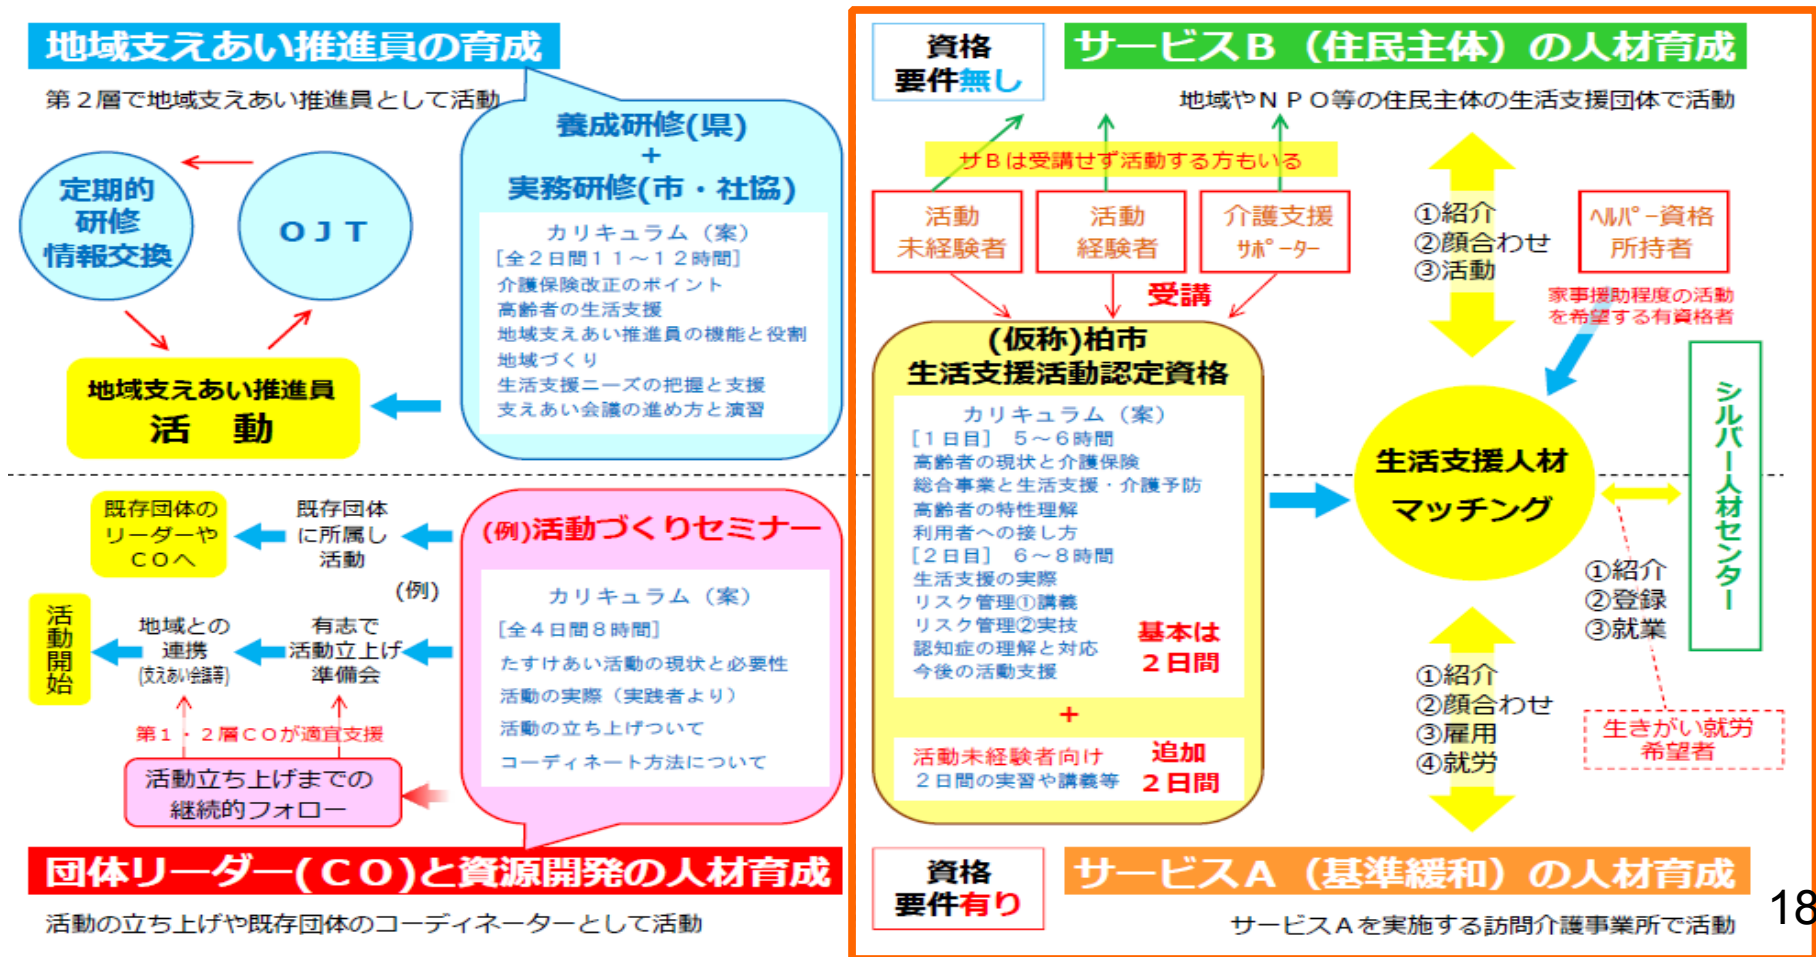 地域支えあい推進員の育成
第２層で地域支えあい推進員として活動
定期的
研修
情報交換
ＯＪＴ
地域支えあい推進員
活　動
養成研修(県)
+
実務研修(市・社協)
カリキュラム（案）
[全２日間１１～１２時間]
介護保険改正のポイント
高齢者の生活支援
地域支えあい推進員の機能と役割
地域づくり
生活支援ニーズの把握と支援
支えあい会議の進め方と演習
既存団体の
リーダーや
ＣＯへ
既存団体
に所属し
活動
(例)
活動開始
地域との
連携
(支えあい会議等)
有志で
活動立上げ
準備会
第１・２層ＣＯが適宜支援
活動立ち上げまでの
継続的フォロー
(例)活動づくりセミナー
カリキュラム（案）
[全４日間８時間]
たすけあい活動の現状と必要性
活動の実際（実践者より）
活動の立ち上げついて
コーディネート方法について
団体リーダー(ＣＯ)と資源開発の人材育成
活動の立ち上げや既存団体のコーディネーターとして活動
資格
要件無し
サービスＢ（住民主体）の人材育成
地域やＮＰＯ等の住民主体の生活支援団体で活動
サＢは受講せず活動する方もいる
活動
未経験者
活動
経験者
介護支援
ｻﾎﾟｰﾀｰ
受講
①紹介
②顔合わせ
③活動
ﾍﾙﾊﾟｰ資格
所持者
家事援助程度の活動
を希望する有資格者
(仮称)柏市
生活支援活動認定資格
カリキュラム（案）
[１日目］ ５～６時間
高齢者の現状と介護保険
総合事業と生活支援・介護予防
高齢者の特性理解
利用者への接し方
[２日目］ ６～８時間
生活支援の実際
リスク管理①講義
リスク管理②実技
認知症の理解と対応
今後の活動支援
基本は
２日間
+
活動未経験者向け
２日間の実習や講義等
追加
２日間
生活支援人材
マッチング
シルバー人材センター
①紹介
②登録
③就業
生きがい就労
希望者
①紹介
②顔合わせ
③雇用
④就労
資格
要件有り
サービスＡ（基準緩和）の人材育成
サービスＡを実施する訪問介護事業所で活動
18